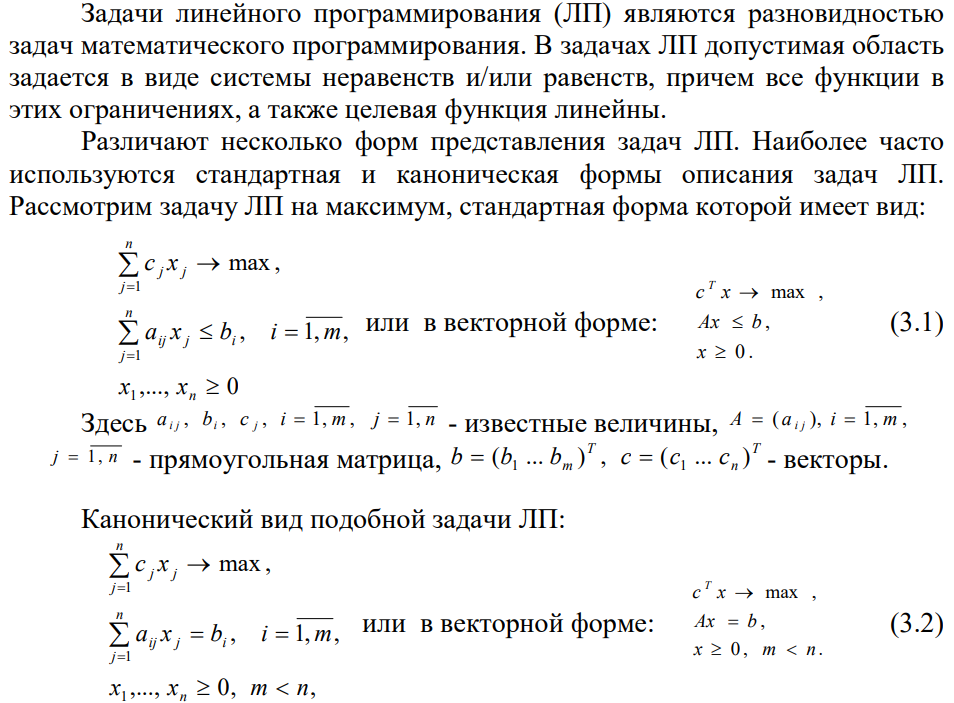 Задачи линейного программирования (ЛП) являются разновидностью
задач математического программирования. В задачах ЛП допустимая область
задается в виде системы неравенств и/или равенств, причем все функции в
этих ограничениях, а также целевая функция линейны.
Различают несколько форм представления задач ЛП. Наиболее часто
используются стандартная и каноническая формы описания задач ЛП.
Рассмотрим задачу ЛП на максимум, стандартная форма которой имеет вид:
$\sum_{j=1}^{n} c_j x_j \to \max,$
$\sum_{j=1}^{n} a_{ij} x_j \le b_i, \quad i = \overline{1,m},$ или в векторной форме: (3.1)
$x_1, ..., x_n \ge 0$
$c^T x \to \max,$
$Ax \le b,$
$x \ge 0.$
Здесь $a_{ij}, b_i, c_j, i = \overline{1,m}, j = \overline{1,n}$ - известные величины, $A = (a_{ij}), i = \overline{1,m},$
$j = \overline{1,n}$ - прямоугольная матрица, $b = (b_1 ... b_m)^T, c = (c_1 ... c_n)^T$ - векторы.
Канонический вид подобной задачи ЛП:
$\sum_{j=1}^{n} c_j x_j \to \max,$
$\sum_{j=1}^{n} a_{ij} x_j = b_i, \quad i = \overline{1,m},$ или в векторной форме: (3.2)
$x_1, ..., x_n \ge 0, \; m < n,$
$c^T x \to \max,$
$Ax = b,$
$x \ge 0, \; m < n.$